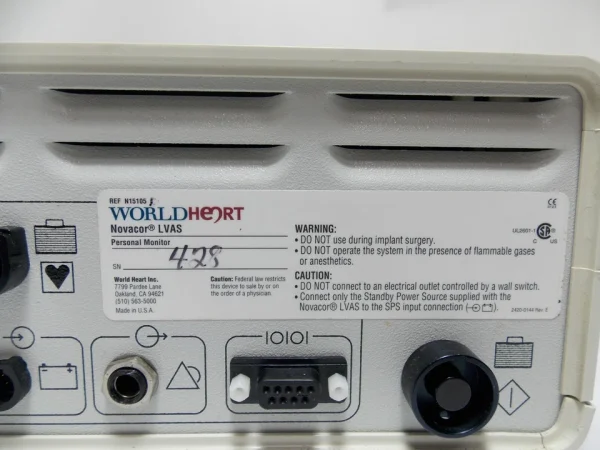 REF N15105
WORLDHEART
Novacor® LVAS
Personal Monitor
SN 428
World Heart Inc.
7799 Pardee Lane
Oakland, CA 94621
(510) 563-5000
Made in U.S.A.
Caution: Federal law restricts
this device to sale by or on
the order of a physician.
WARNING:
• DO NOT use during implant surgery.
• DO NOT operate the system in the presence of flammable gases
or anesthetics.
CAUTION:
• DO NOT connect to an electrical outlet controlled by a wall switch.
• Connect only the Standby Power Source supplied with the
Novacor® LVAS to the SPS input connection ( ).
CE
UL2601-1
C US
IOIOI